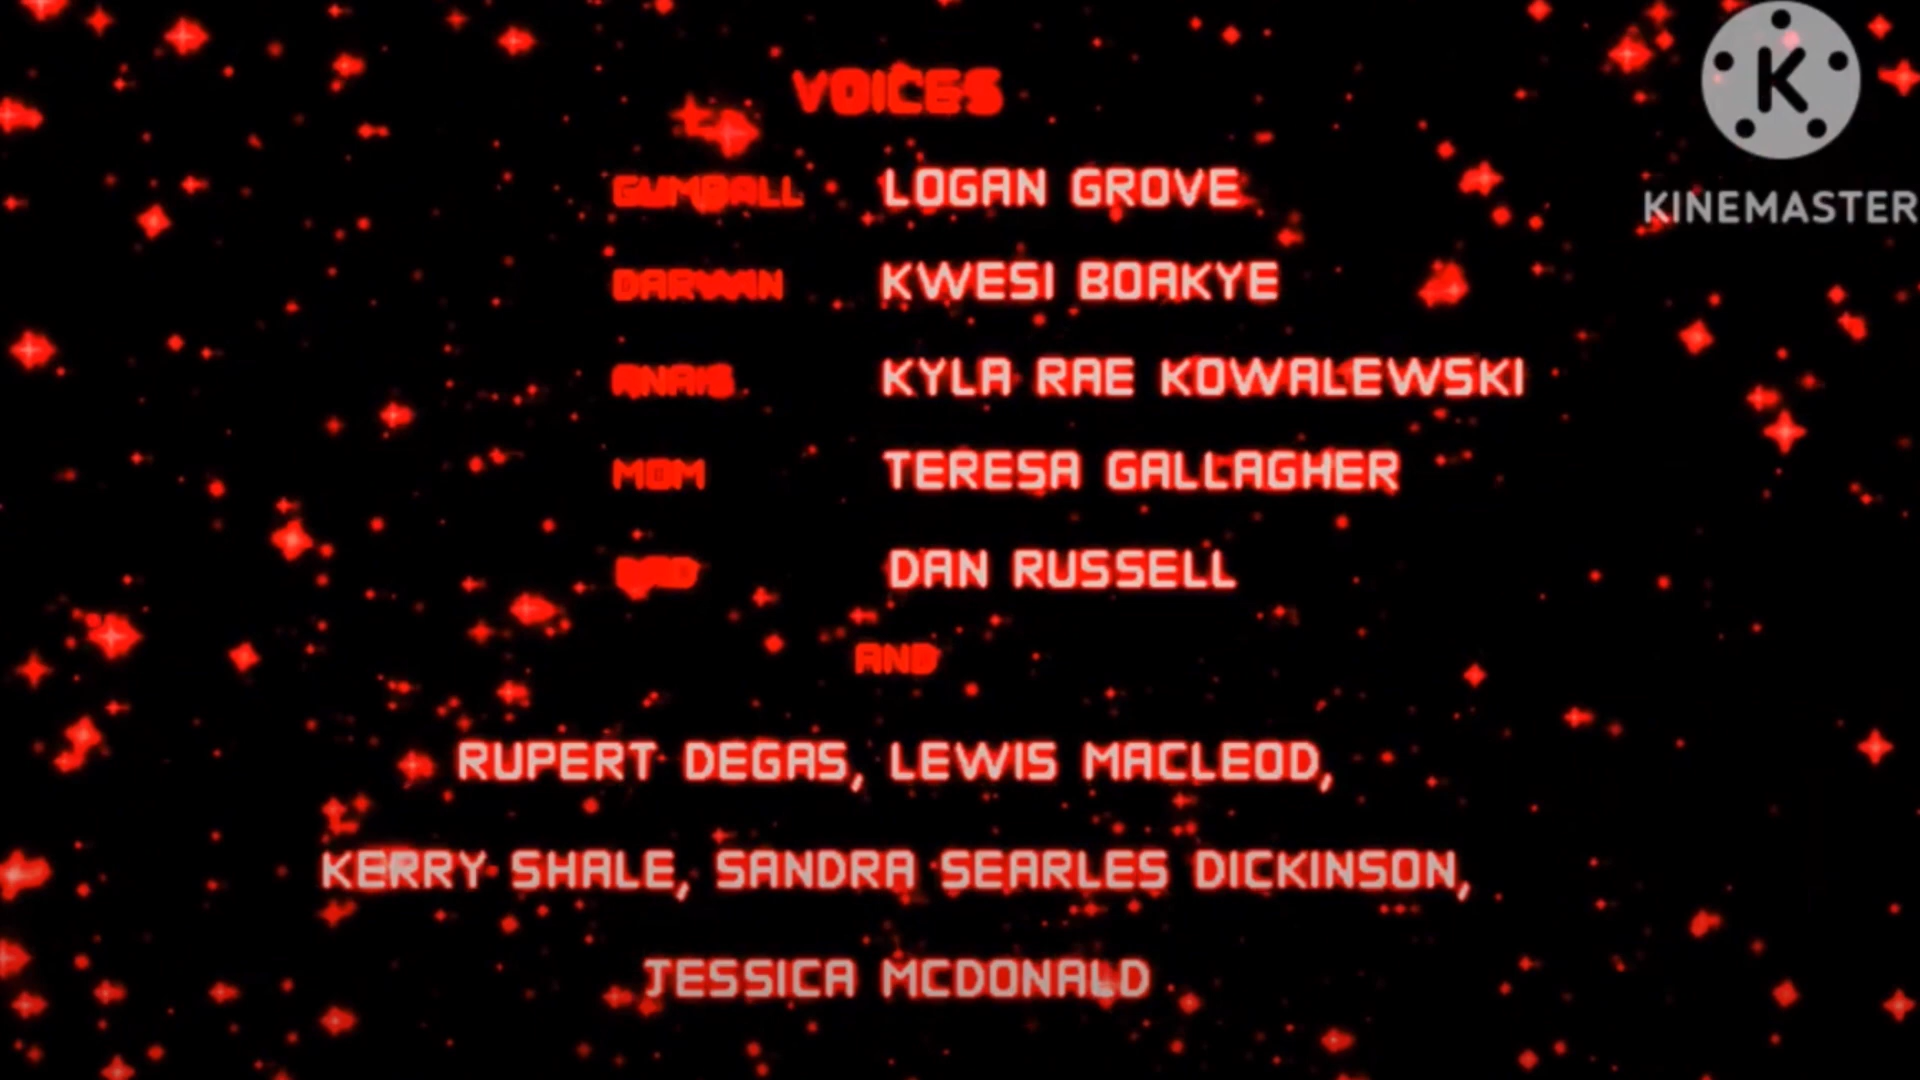 VOICES
GUMBALL LOGAN GROVE
DARWIN KWESI BOAKYE
ANAIS KYLA RAE KOWALEWSKI
MOM TERESA GALLAGHER
DAN RUSSELL
AND
RUPERT DEGAS, LEWIS MACLEOD,
KERRY SHALE, SANDRA SEARLES DICKINSON,
JESSICA MCDONALD
K
KINEMASTER